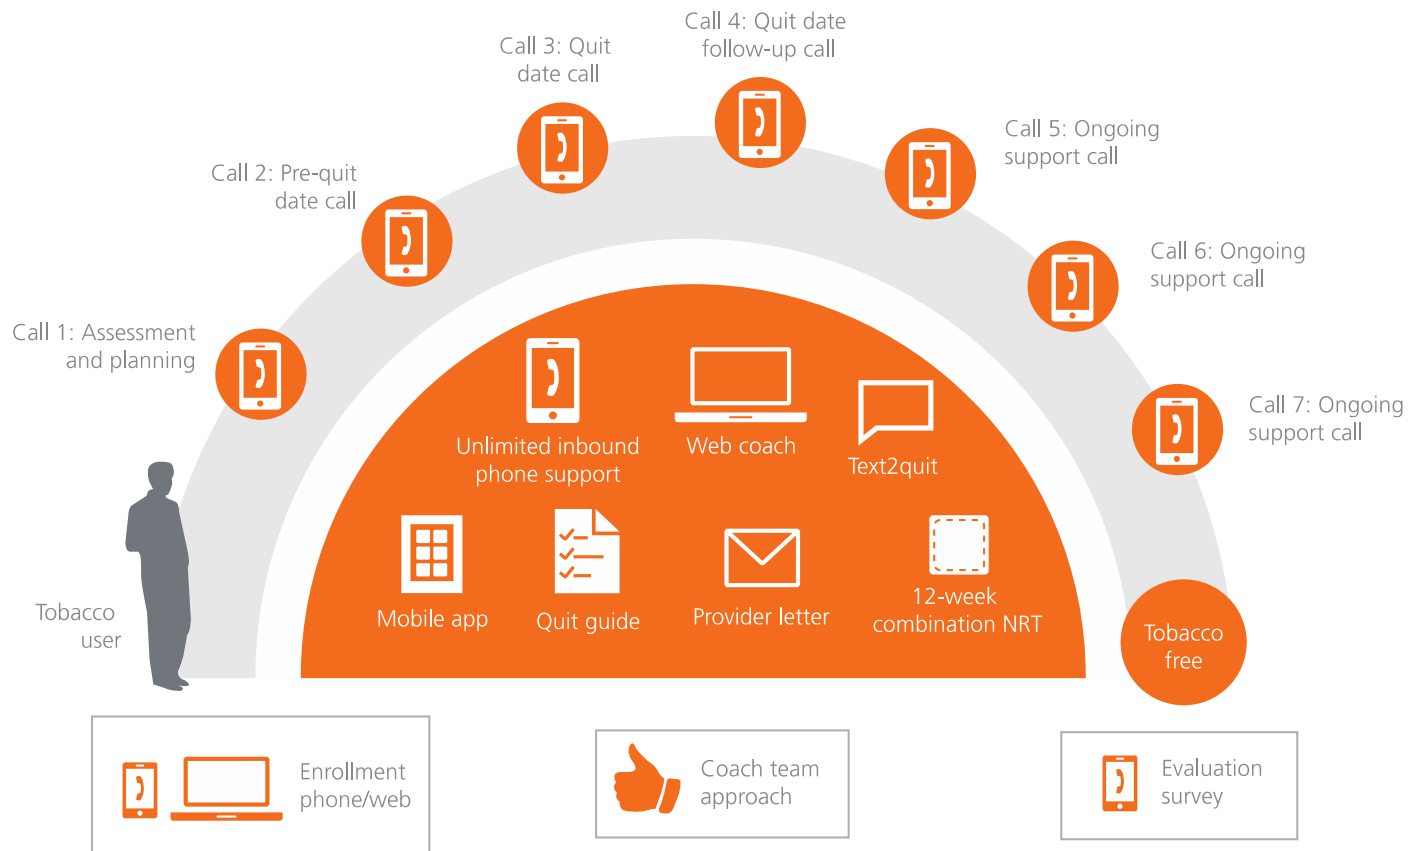 Call 4: Quit date
follow-up call
Call 3: Quit
date call
Call 5: Ongoing
support call
Call 2: Pre-quit
date call
Call 6: Ongoing
support call
Call 1: Assessment
and planning
Call 7: Ongoing
support call
Unlimited inbound
phone support
Web coach
Text2quit
Mobile app
Quit guide
Provider letter
12-week
combination NRT
Tobacco
user
Tobacco
free
Enrollment
phone/web
Coach team
approach
Evaluation
survey